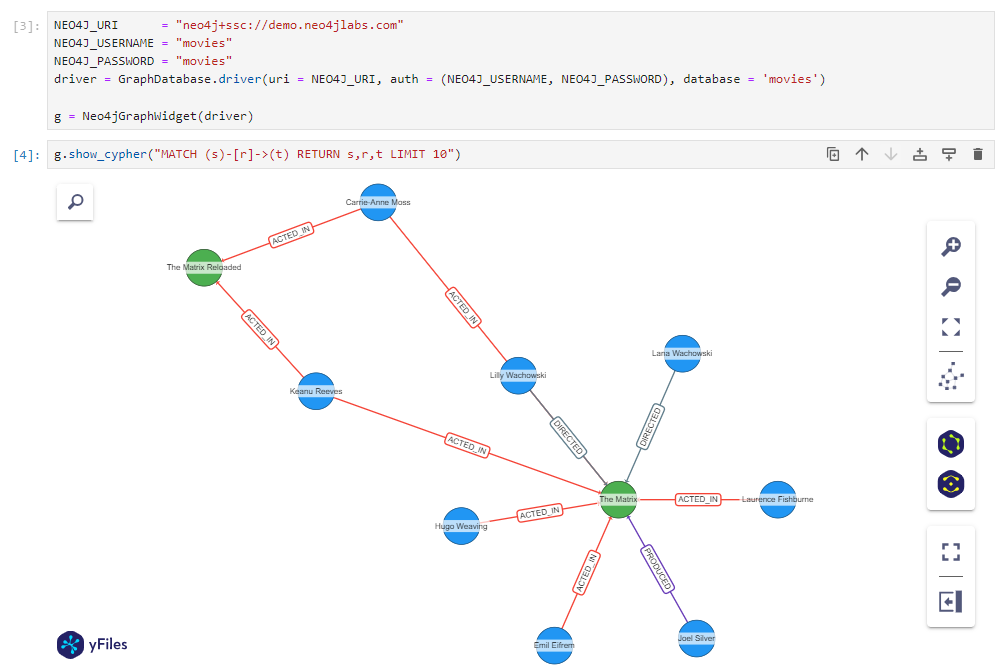 [3]:
NEO4J_URI      = "neo4j+ssc://demo.neo4jlabs.com"
NEO4J_USERNAME = "movies"
NEO4J_PASSWORD = "movies"
driver = GraphDatabase.driver(uri = NEO4J_URI, auth = (NEO4J_USERNAME, NEO4J_PASSWORD), database = 'movies')
g = Neo4jGraphWidget(driver)
[4]:
g.show_cypher("MATCH (s)-[r]->(t) RETURN s,r,t LIMIT 10")
Carrie-Anne Moss
ACTED_IN
The Matrix Reloaded
ACTED_IN
ACTED_IN
Lana Wachowski
Lilly Wachowski
Keanu Reeves
DIRECTED
DIRECTED
ACTED_IN
The Matrix
ACTED_IN
Laurence Fishburne
ACTED_IN
Hugo Weaving
ACTED_IN
PRODUCED
Emil Eifrem
Joel Silver
yFiles